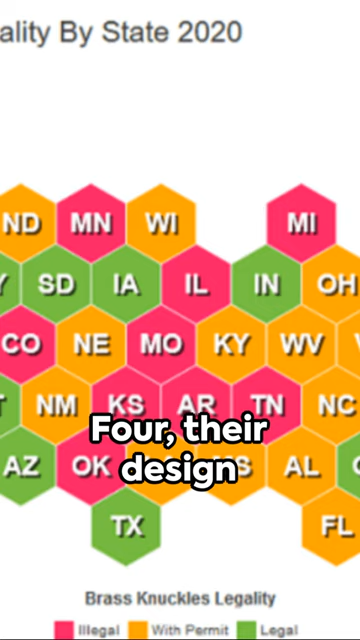 ality By State 2020
ND MN WI MI
Y SD IA IL IN OH
CO NE MO KY WV
NM KS AR TN NC
AZ OK S AL
TX FL
Four, their
design
Brass Knuckles Legality
Illegal With Permit Legal